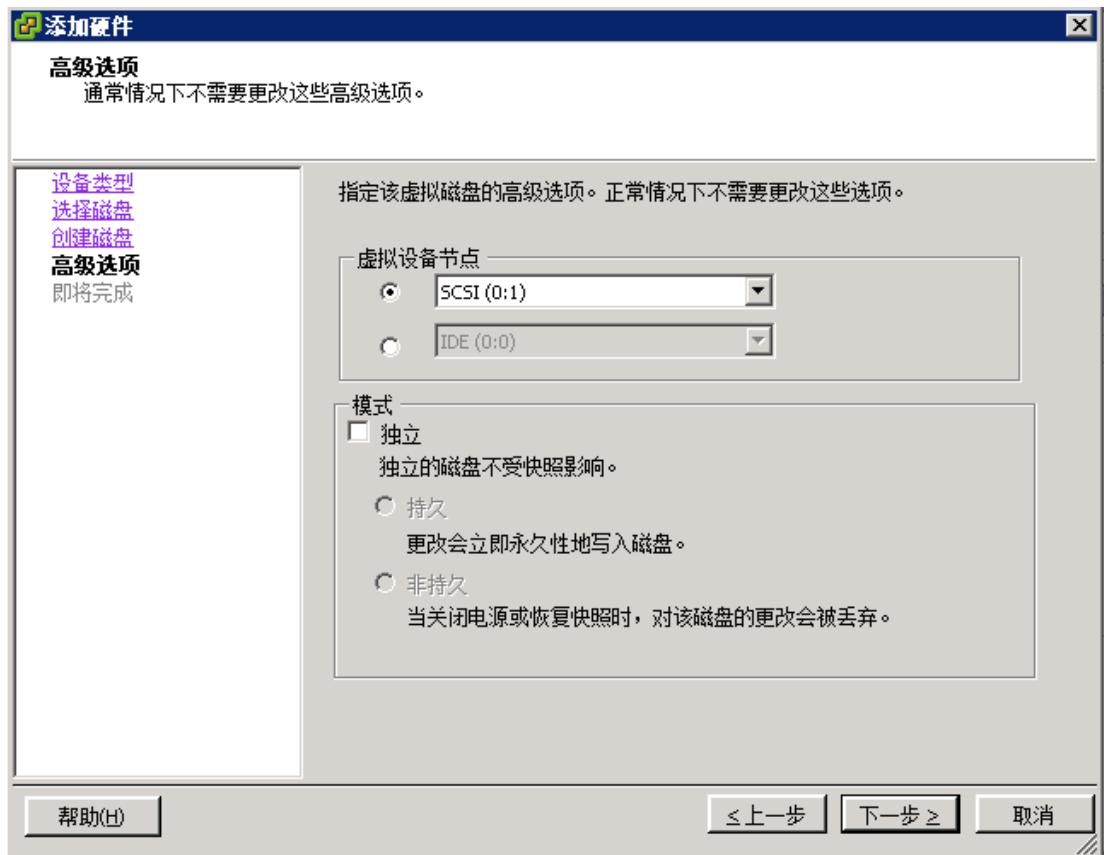 添加硬件
高级选项
通常情况下不需要更改这些高级选项。
设备类型
选择磁盘
创建磁盘
高级选项
即将完成
指定该虚拟磁盘的高级选项。正常情况下不需要更改这些选项。
虚拟设备节点
SCSI (0:1)
IDE (0:0)
模式
独立
独立的磁盘不受快照影响。
持久
更改会立即永久性地写入磁盘。
非持久
当关闭电源或恢复快照时，对该磁盘的更改会被丢弃。
帮助(H)
≤上一步
下一步≥
取消